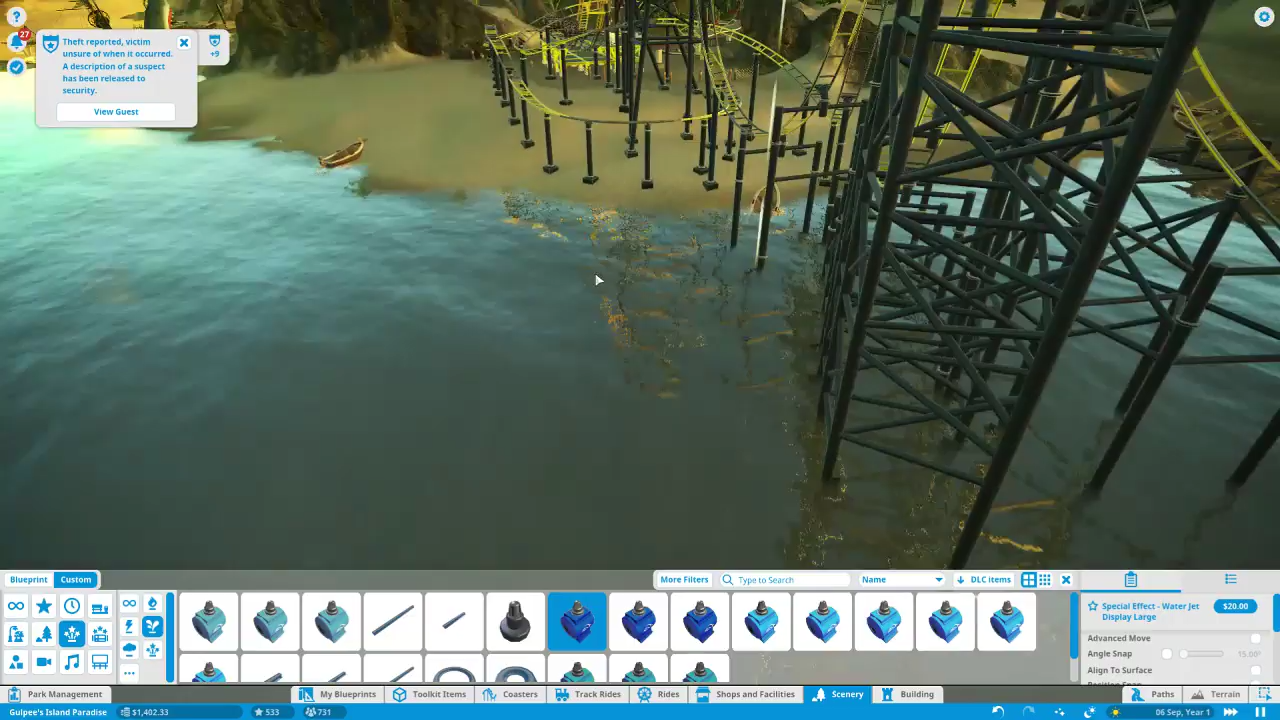 ?
27
Theft reported, victim
unsure of when it occurred.
A description of a suspect
has been released to
security.
View Guest
+9
Blueprint
Custom
More Filters
Type to Search
Name
DLC items
Special Effect - Water Jet
Display Large
$20.00
Advanced Move
Angle Snap
15.00°
Align To Surface
Park Management
My Blueprints
Toolkit Items
Coasters
Track Rides
Rides
Shops and Facilities
Scenery
Building
Paths
Terrain
Gulpee's Island Paradise
$1,402.33
533
731
06 Sep, Year 1